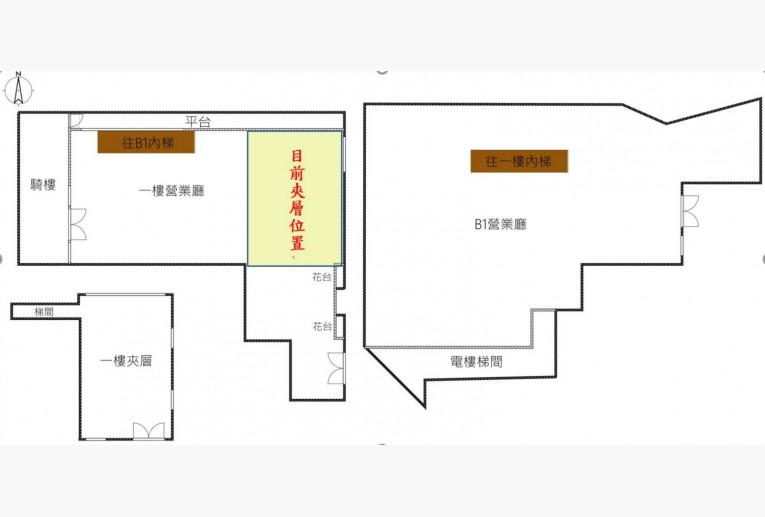 N
平台
往B1內梯
騎樓
一樓營業廳
目前夾層位置
花台
花台
梯間
一樓夾層
往一樓內梯
B1營業廳
電樓梯間